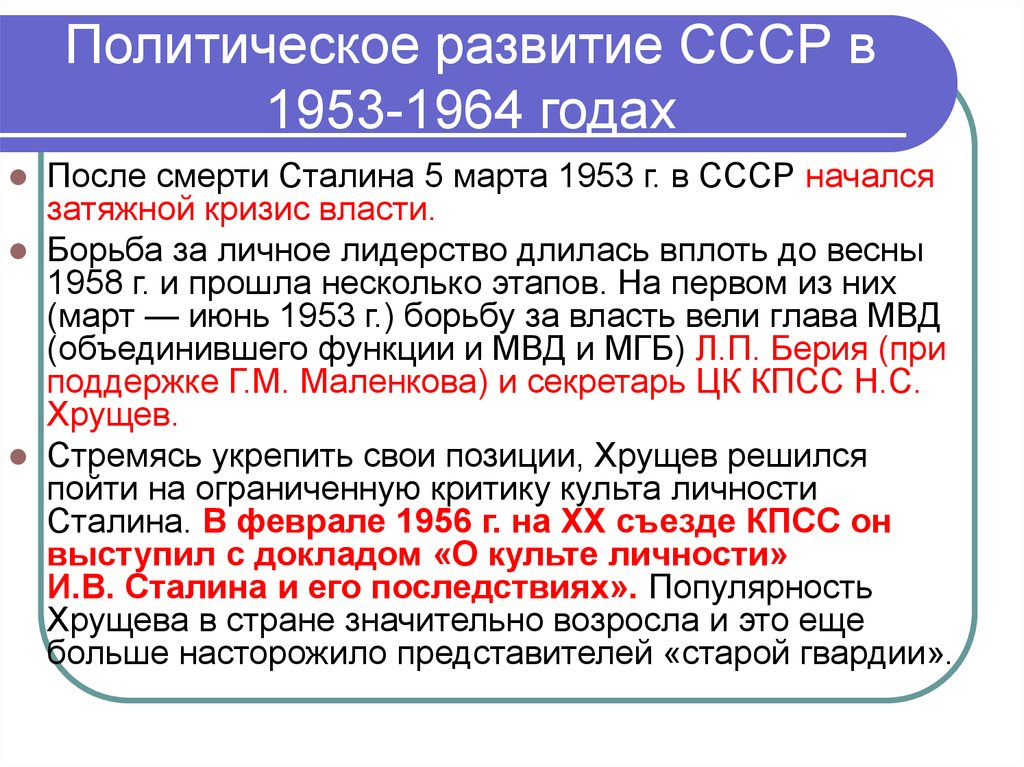 Политическое развитие СССР в
1953-1964 годах
После смерти Сталина 5 марта 1953 г. в СССР начался
затяжной кризис власти.
Борьба за личное лидерство длилась вплоть до весны
1958 г. и прошла несколько этапов. На первом из них
(март — июнь 1953 г.) борьбу за власть вели глава МВД
(объединившего функции и МВД и МГБ) Л.П. Берия (при
поддержке Г.М. Маленкова) и секретарь ЦК КПСС Н.С.
Хрущев.
Стремясь укрепить свои позиции, Хрущев решился
пойти на ограниченную критику культа личности
Сталина. В феврале 1956 г. на XX съезде КПСС он
выступил с докладом «О культе личности»
И.В. Сталина и его последствиях». Популярность
Хрущева в стране значительно возросла и это еще
больше насторожило представителей «старой гвардии».